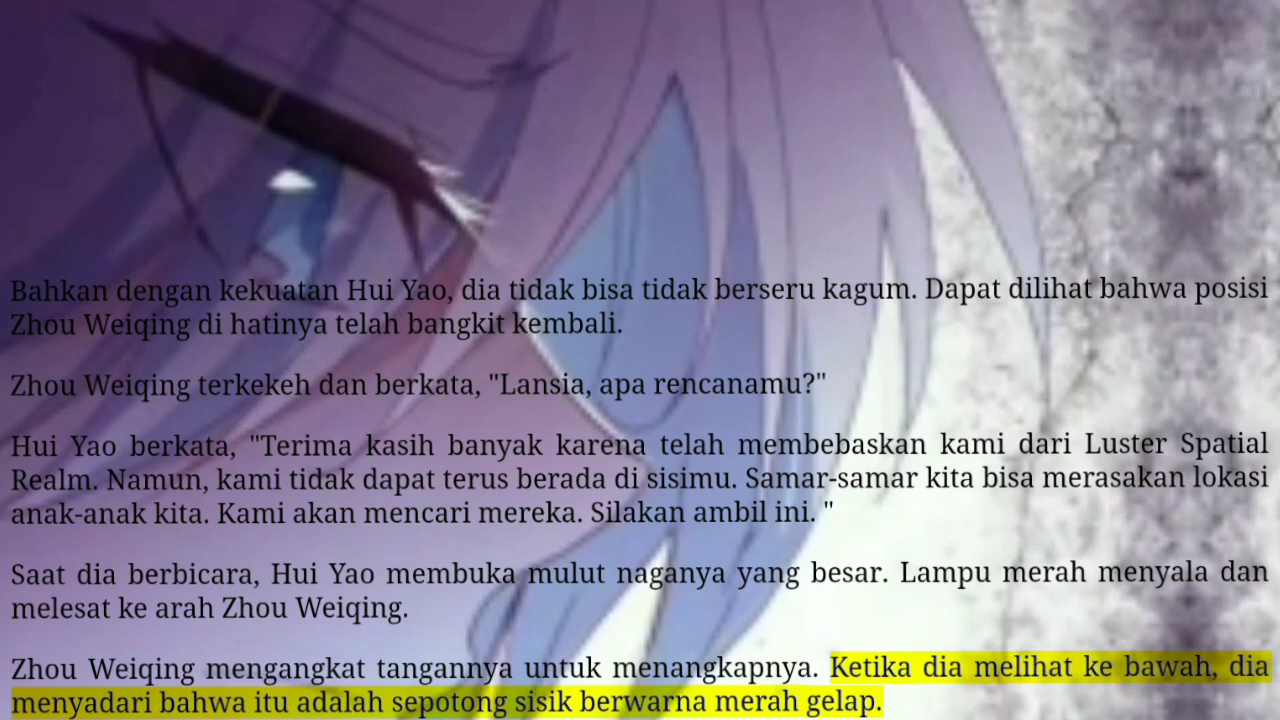 Bahkan dengan kekuatan Hui Yao, dia tidak bisa tidak berseru kagum. Dapat dilihat bahwa posisi
Zhou Weiqing di hatinya telah bangkit kembali.
Zhou Weiqing terkekeh dan berkata, "Lansia, apa rencanamu?"
Hui Yao berkata, "Terima kasih banyak karena telah membebaskan kami dari Luster Spatial
Realm. Namun, kami tidak dapat terus berada di sisimu. Samar-samar kita bisa merasakan lokasi
anak-anak kita. Kami akan mencari mereka. Silakan ambil ini. "
Saat dia berbicara, Hui Yao membuka mulut naganya yang besar. Lampu merah menyala dan
melesat ke arah Zhou Weiqing.
Zhou Weiqing mengangkat tangannya untuk menangkapnya. Ketika dia melihat ke bawah, dia
menyadari bahwa itu adalah sepotong sisik berwarna merah gelap.